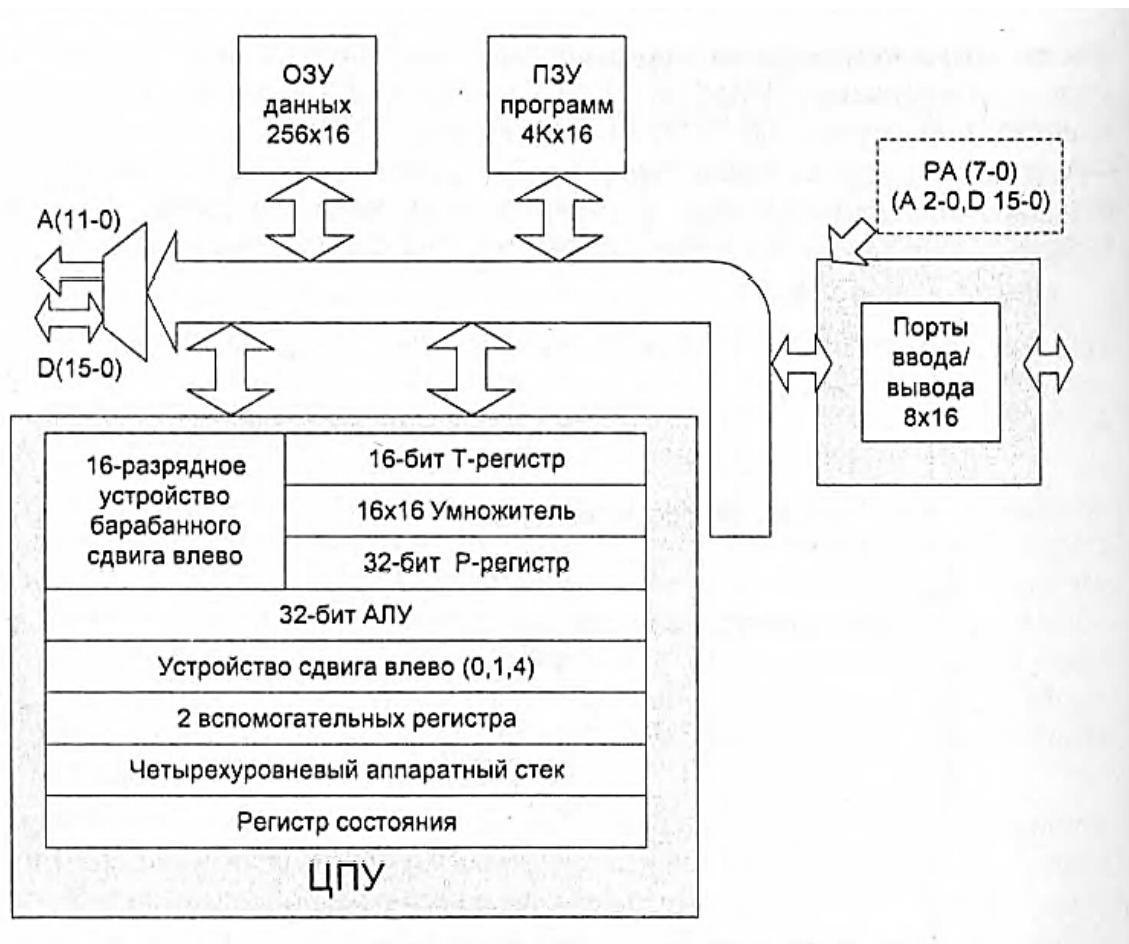 ОЗУ
данных
256x16
ПЗУ
программ
4Kx16
PA (7-0)
(A 2-0,D 15-0)
A(11-0)
D(15-0)
Порты
ввода/
вывода
8x16
16-разрядное
устройство
барабанного
сдвига влево
16-бит Т-регистр
16x16 Умножитель
32-бит Р-регистр
32-бит АЛУ
Устройство сдвига влево (0,1,4)
2 вспомогательных регистра
Четырехуровневый аппаратный стек
Регистр состояния
ЦПУ